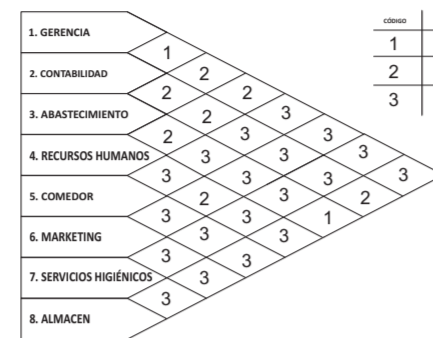 1. GERENCIA
1
2. CONTABILIDAD 2
2 2
3. ABASTECIMIENTO 2 3
2 3 3
4. RECURSOS HUMANOS 3 3 3
3 3 3 3
5. COMEDOR 2 3 2
3 3 1
6. MARKETING 3 3
3 3
7. SERVICIOS HIGIÉNICOS 3
3
8. ALMACEN
CÓDIGO
1
2
3